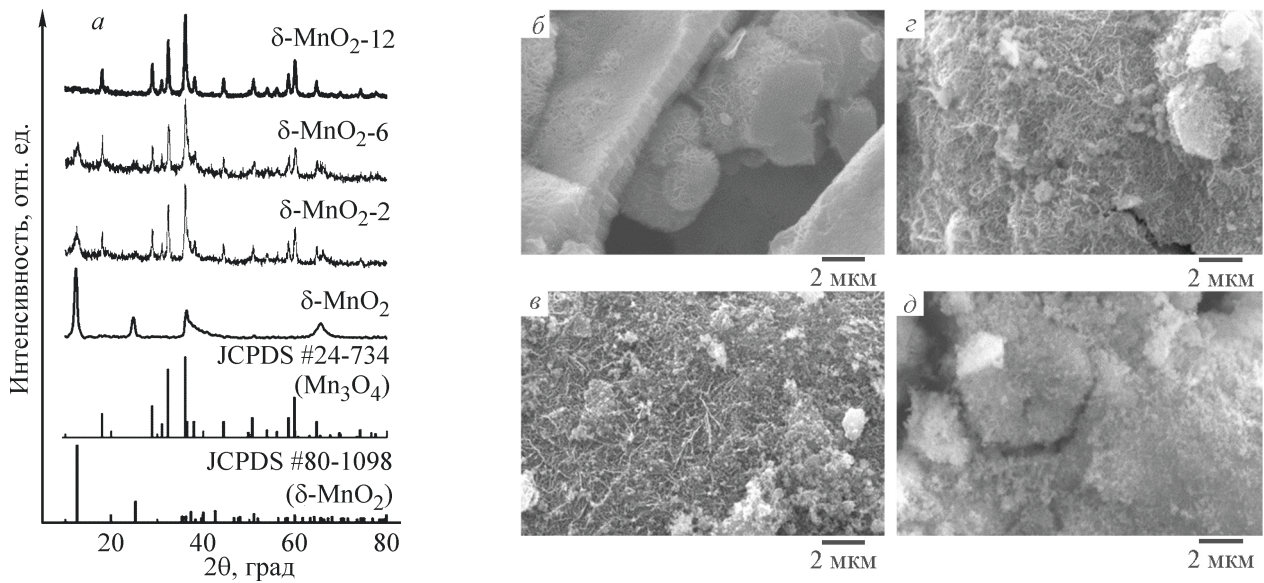 а
δ-MnO₂-12
δ-MnO₂-6
δ-MnO₂-2
δ-MnO₂
JCPDS #24-734
(Mn₃O₄)
JCPDS #80-1098
(δ-MnO₂)
Интенсивность, отн. ед.
20 40 60 80
2θ, град
б
2 мкм
г
2 мкм
в
2 мкм
д
2 мкм